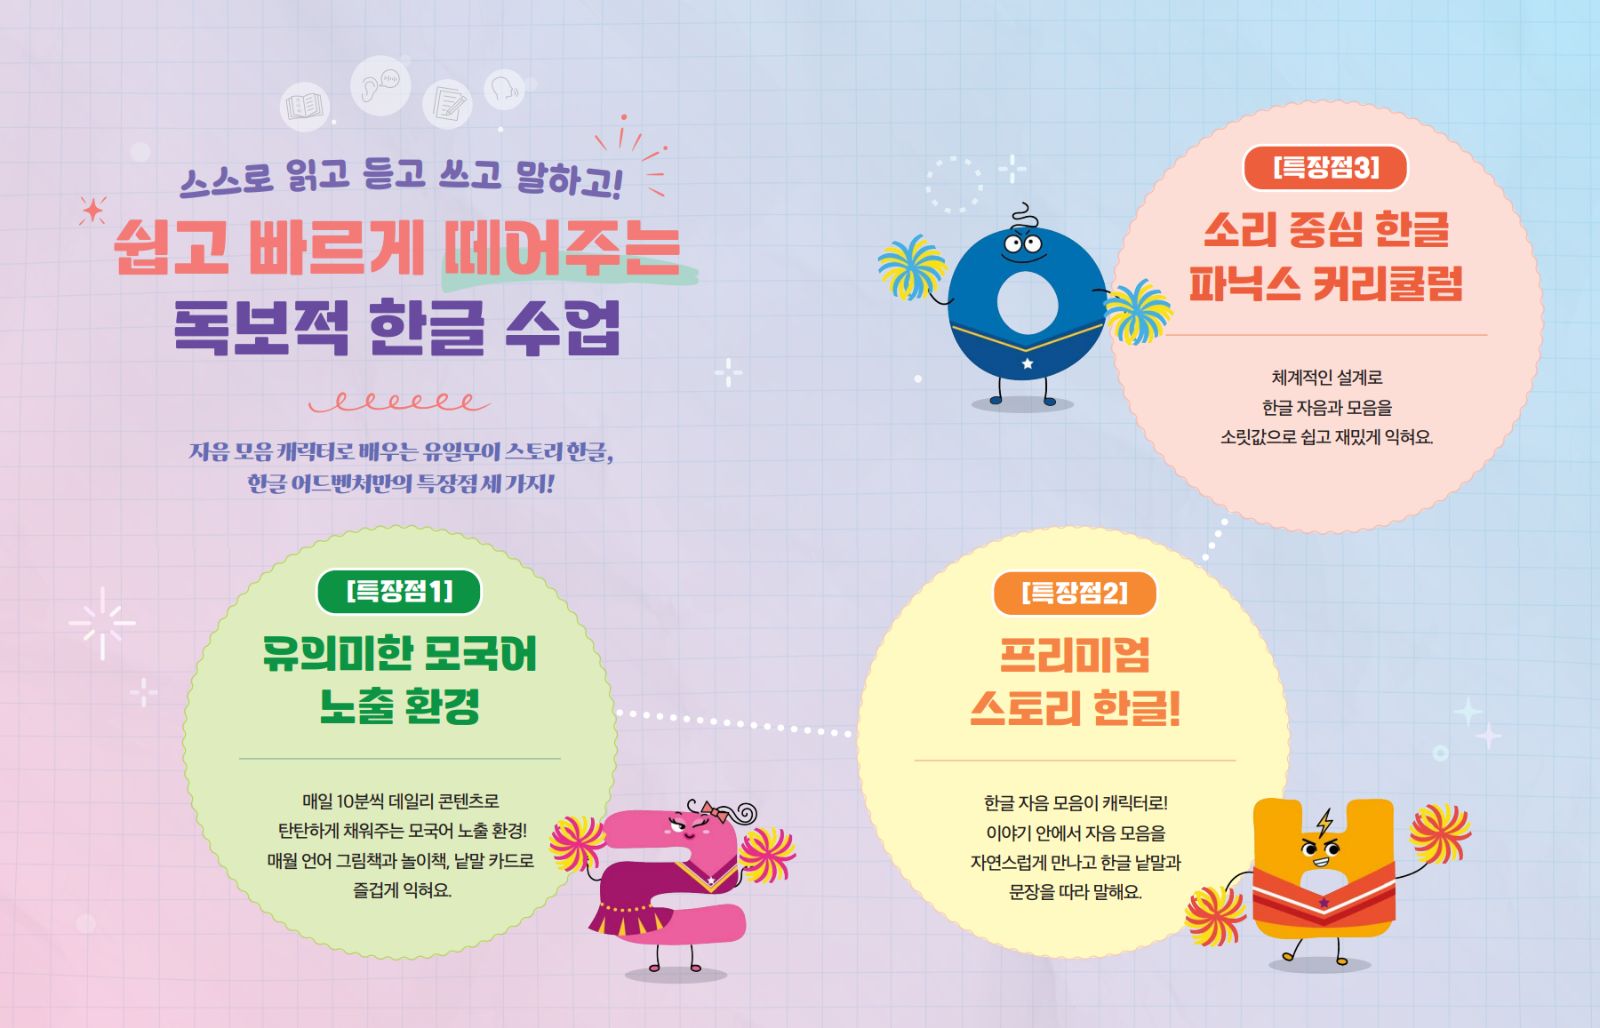 스스로 읽고 듣고 쓰고 말하고!
쉽고 빠르게 떼어주는
독보적 한글 수업
자음 모음 캐릭터로 배우는 유일무이 스토리 한글,
한글 어드벤처만의 특장점 세 가지!
[특장점1]
유의미한 모국어
노출 환경
매일 10분씩 데일리 콘텐츠로
탄탄하게 채워주는 모국어 노출 환경!
매월 언어 그림책과 놀이책, 낱말 카드로
즐겁게 익혀요.
[특장점2]
프리미엄
스토리 한글!
한글 자음 모음이 캐릭터로!
이야기 안에서 자음 모음을
자연스럽게 만나고 한글 낱말과
문장을 따라 말해요.
[특장점3]
소리 중심 한글
파닉스 커리큘럼
체계적인 설계로
한글 자음과 모음을
소릿값으로 쉽고 재밌게 익혀요.